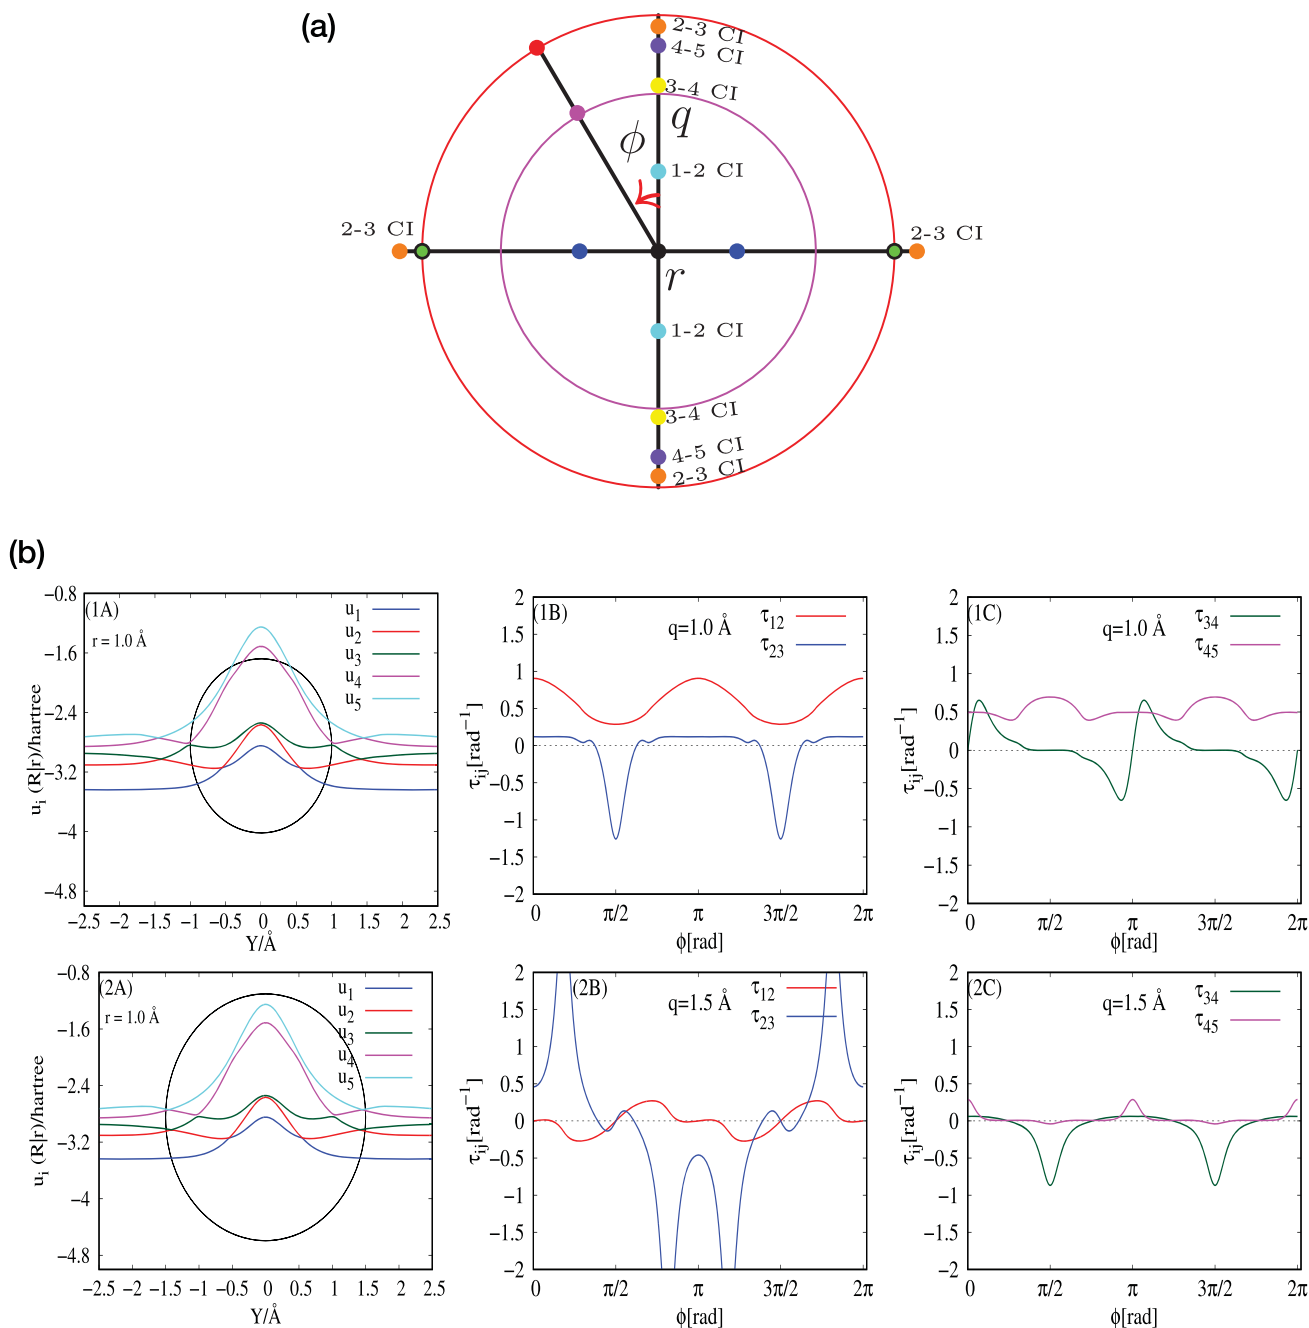 (a)
2-3 CI
4-5 CI
3-4 CI
q
ϕ
1-2 CI
2-3 CI
2-3 CI
r
1-2 CI
3-4 CI
4-5 CI
2-3 CI
(b)
(1A)
r = 1.0 Å
u1
u2
u3
u4
u5
ui (R|r)/hartree
−0.8
−1.6
−2.4
−3.2
−4
−4.8
-2.5 −2 −1.5 −1 −0.5 0 0.5 1 1.5 2 2.5
Y/Å
(1B)
q=1.0 Å
τ12
τ23
τij[rad−1]
2
1.5
1
0.5
0
−0.5
−1
−1.5
−2
0 π/2 π 3π/2 2π
ϕ[rad]
(1C)
q=1.0 Å
τ34
τ45
τij[rad−1]
2
1.5
1
0.5
0
−0.5
−1
−1.5
−2
0 π/2 π 3π/2 2π
ϕ[rad]
(2A)
r = 1.0 Å
u1
u2
u3
u4
u5
ui (R|r)/hartree
−0.8
−1.6
−2.4
−3.2
−4
−4.8
−2.5 −2 −1.5 −1 −0.5 0 0.5 1 1.5 2 2.5
Y/Å
(2B)
q=1.5 Å
τ12
τ23
τij[rad−1]
2
1.5
1
0.5
0
−0.5
−1
−1.5
−2
0 π/2 π 3π/2 2π
ϕ[rad]
(2C)
q=1.5 Å
τ34
τ45
τij[rad−1]
2
1.5
1
0.5
0
−0.5
−1
−1.5
−2
0 π/2 π 3π/2 2π
ϕ[rad]